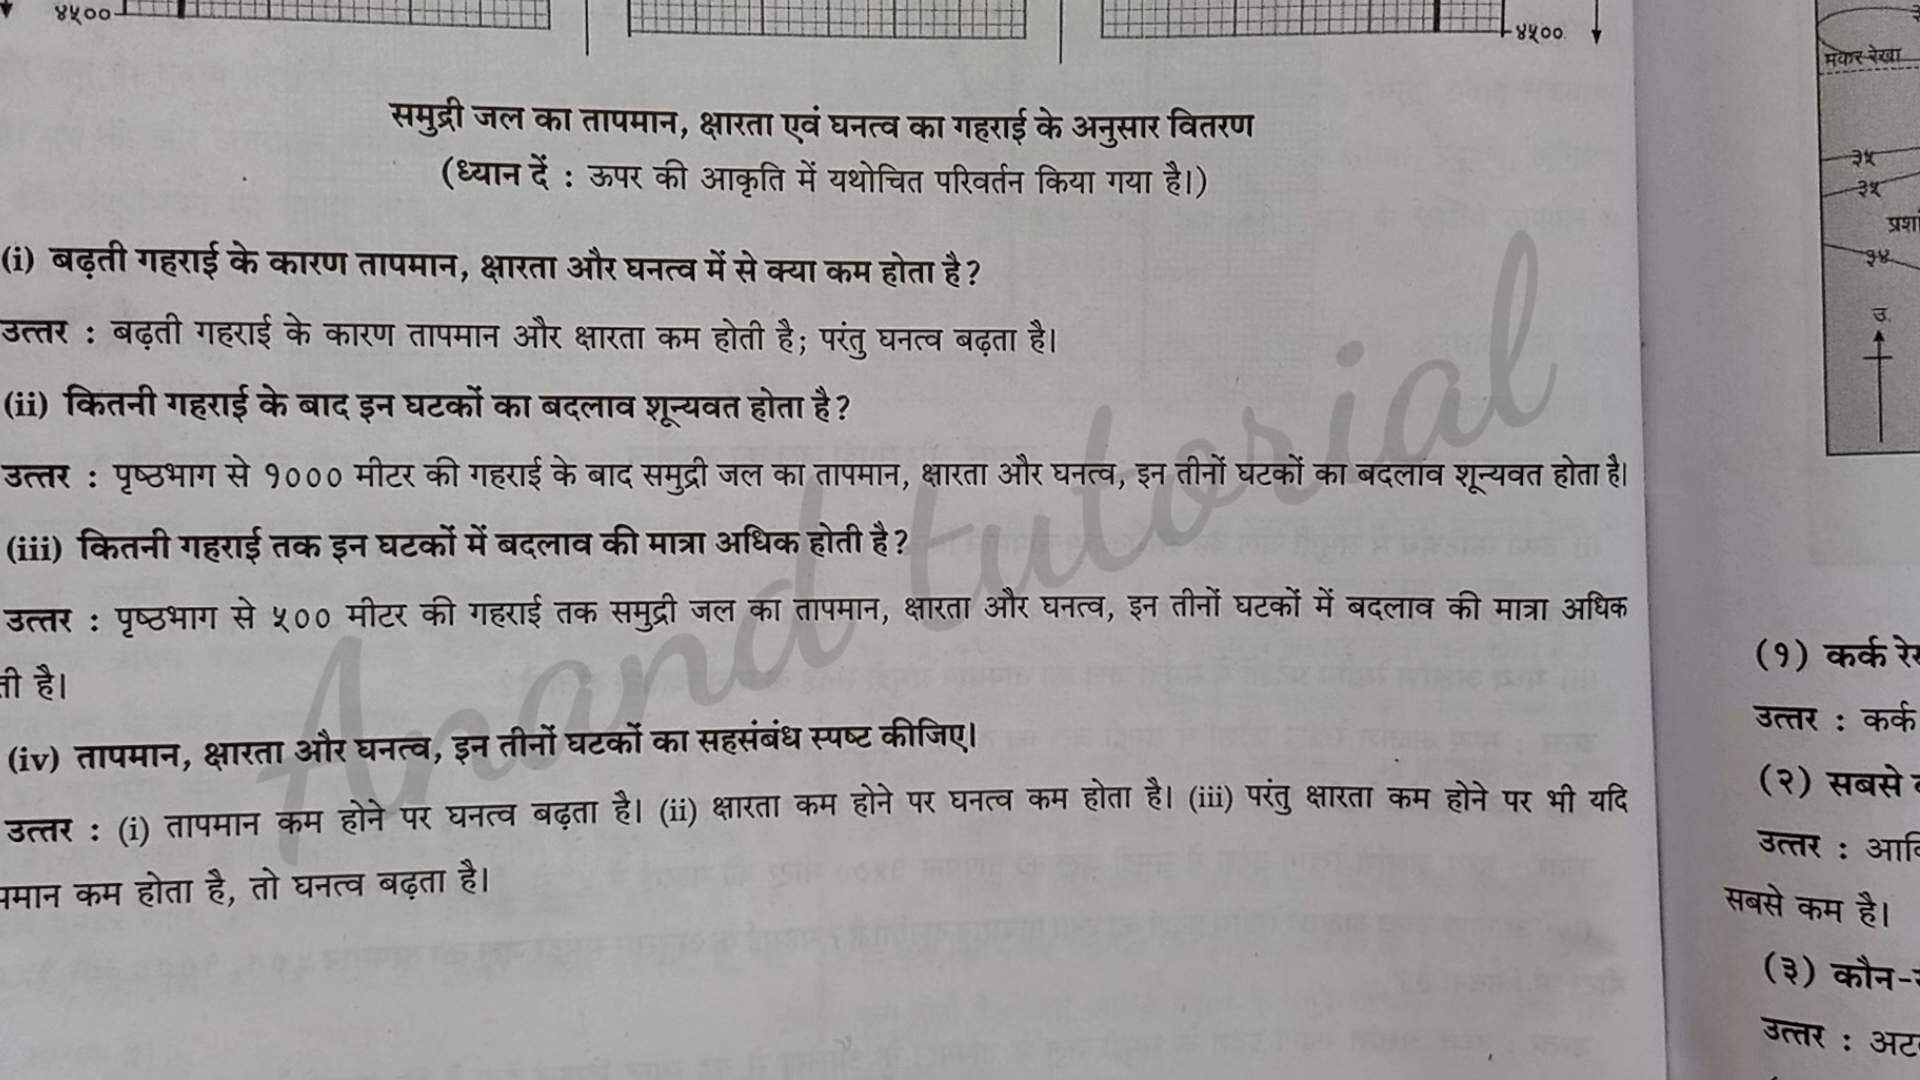 ४५००
४५००
समुद्री जल का तापमान, क्षारता एवं घनत्व का गहराई के अनुसार वितरण
(ध्यान दें : ऊपर की आकृति में यथोचित परिवर्तन किया गया है।)
(i) बढ़ती गहराई के कारण तापमान, क्षारता और घनत्व में से क्या कम होता है?
उत्तर : बढ़ती गहराई के कारण तापमान और क्षारता कम होती है; परंतु घनत्व बढ़ता है।
(ii) कितनी गहराई के बाद इन घटकों का बदलाव शून्यवत होता है?
उत्तर : पृष्ठभाग से १००० मीटर की गहराई के बाद समुद्री जल का तापमान, क्षारता और घनत्व, इन तीनों घटकों का बदलाव शून्यवत होता है।
(iii) कितनी गहराई तक इन घटकों में बदलाव की मात्रा अधिक होती है?
उत्तर : पृष्ठभाग से ५०० मीटर की गहराई तक समुद्री जल का तापमान, क्षारता और घनत्व, इन तीनों घटकों में बदलाव की मात्रा अधिक
ती है।
(iv) तापमान, क्षारता और घनत्व, इन तीनों घटकों का सहसंबंध स्पष्ट कीजिए।
उत्तर : (i) तापमान कम होने पर घनत्व बढ़ता है। (ii) क्षारता कम होने पर घनत्व कम होता है। (iii) परंतु क्षारता कम होने पर भी यदि
पमान कम होता है, तो घनत्व बढ़ता है।
Anand tutorial
मकर रेखा
३५
३५
प्रशां
३४
उ.
(१) कर्क रे
उत्तर : कर्क
(२) सबसे
उत्तर : आ
सबसे कम है।
(३) कौन-
उत्तर : अट